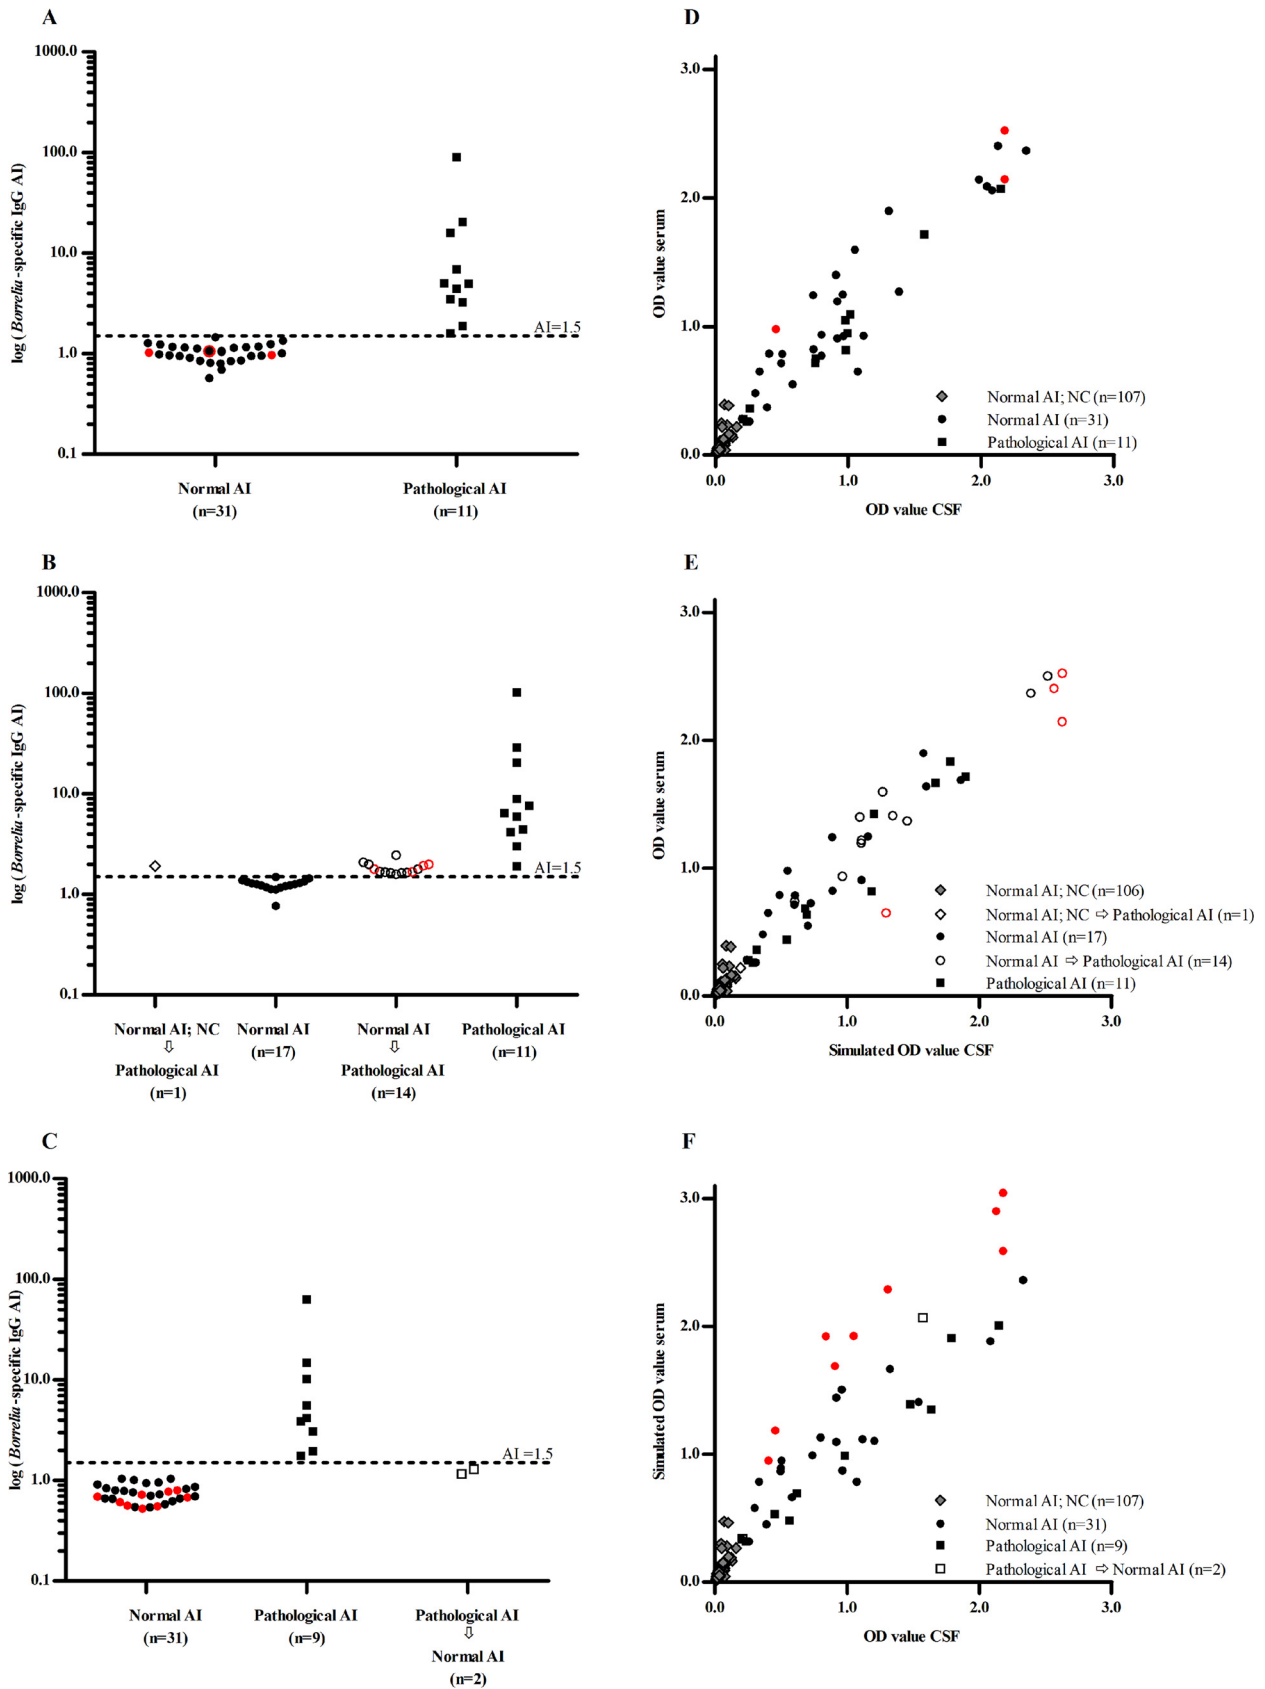 A
1000.0
100.0
10.0
1.0
0.1
log (Borrelia-specific IgG AI)
AI=1.5
Normal AI
(n=31)
Pathological AI
(n=11)
D
3.0
2.0
1.0
0.0
OD value serum
Normal AI; NC (n=107)
Normal AI (n=31)
Pathological AI (n=11)
0.0 1.0 2.0 3.0
OD value CSF
B
1000.0
100.0
10.0
1.0
0.1
log (Borrelia-specific IgG AI)
AI=1.5
Normal AI; NC
⇩
Pathological AI
(n=1)
Normal AI
(n=17)
Normal AI
⇩
Pathological AI
(n=14)
Pathological AI
(n=11)
E
3.0
2.0
1.0
0.0
OD value serum
Normal AI; NC (n=106)
Normal AI; NC ⇨ Pathological AI (n=1)
Normal AI (n=17)
Normal AI ⇨ Pathological AI (n=14)
Pathological AI (n=11)
0.0 1.0 2.0 3.0
Simulated OD value CSF
C
1000.0
100.0
10.0
1.0
0.1
log (Borrelia-specific IgG AI)
AI =1.5
Normal AI
(n=31)
Pathological AI
(n=9)
Pathological AI
⇩
Normal AI
(n=2)
F
3.0
2.0
1.0
0.0
Simulated OD value serum
Normal AI; NC (n=107)
Normal AI (n=31)
Pathological AI (n=9)
Pathological AI ⇨ Normal AI (n=2)
0.0 1.0 2.0 3.0
OD value CSF